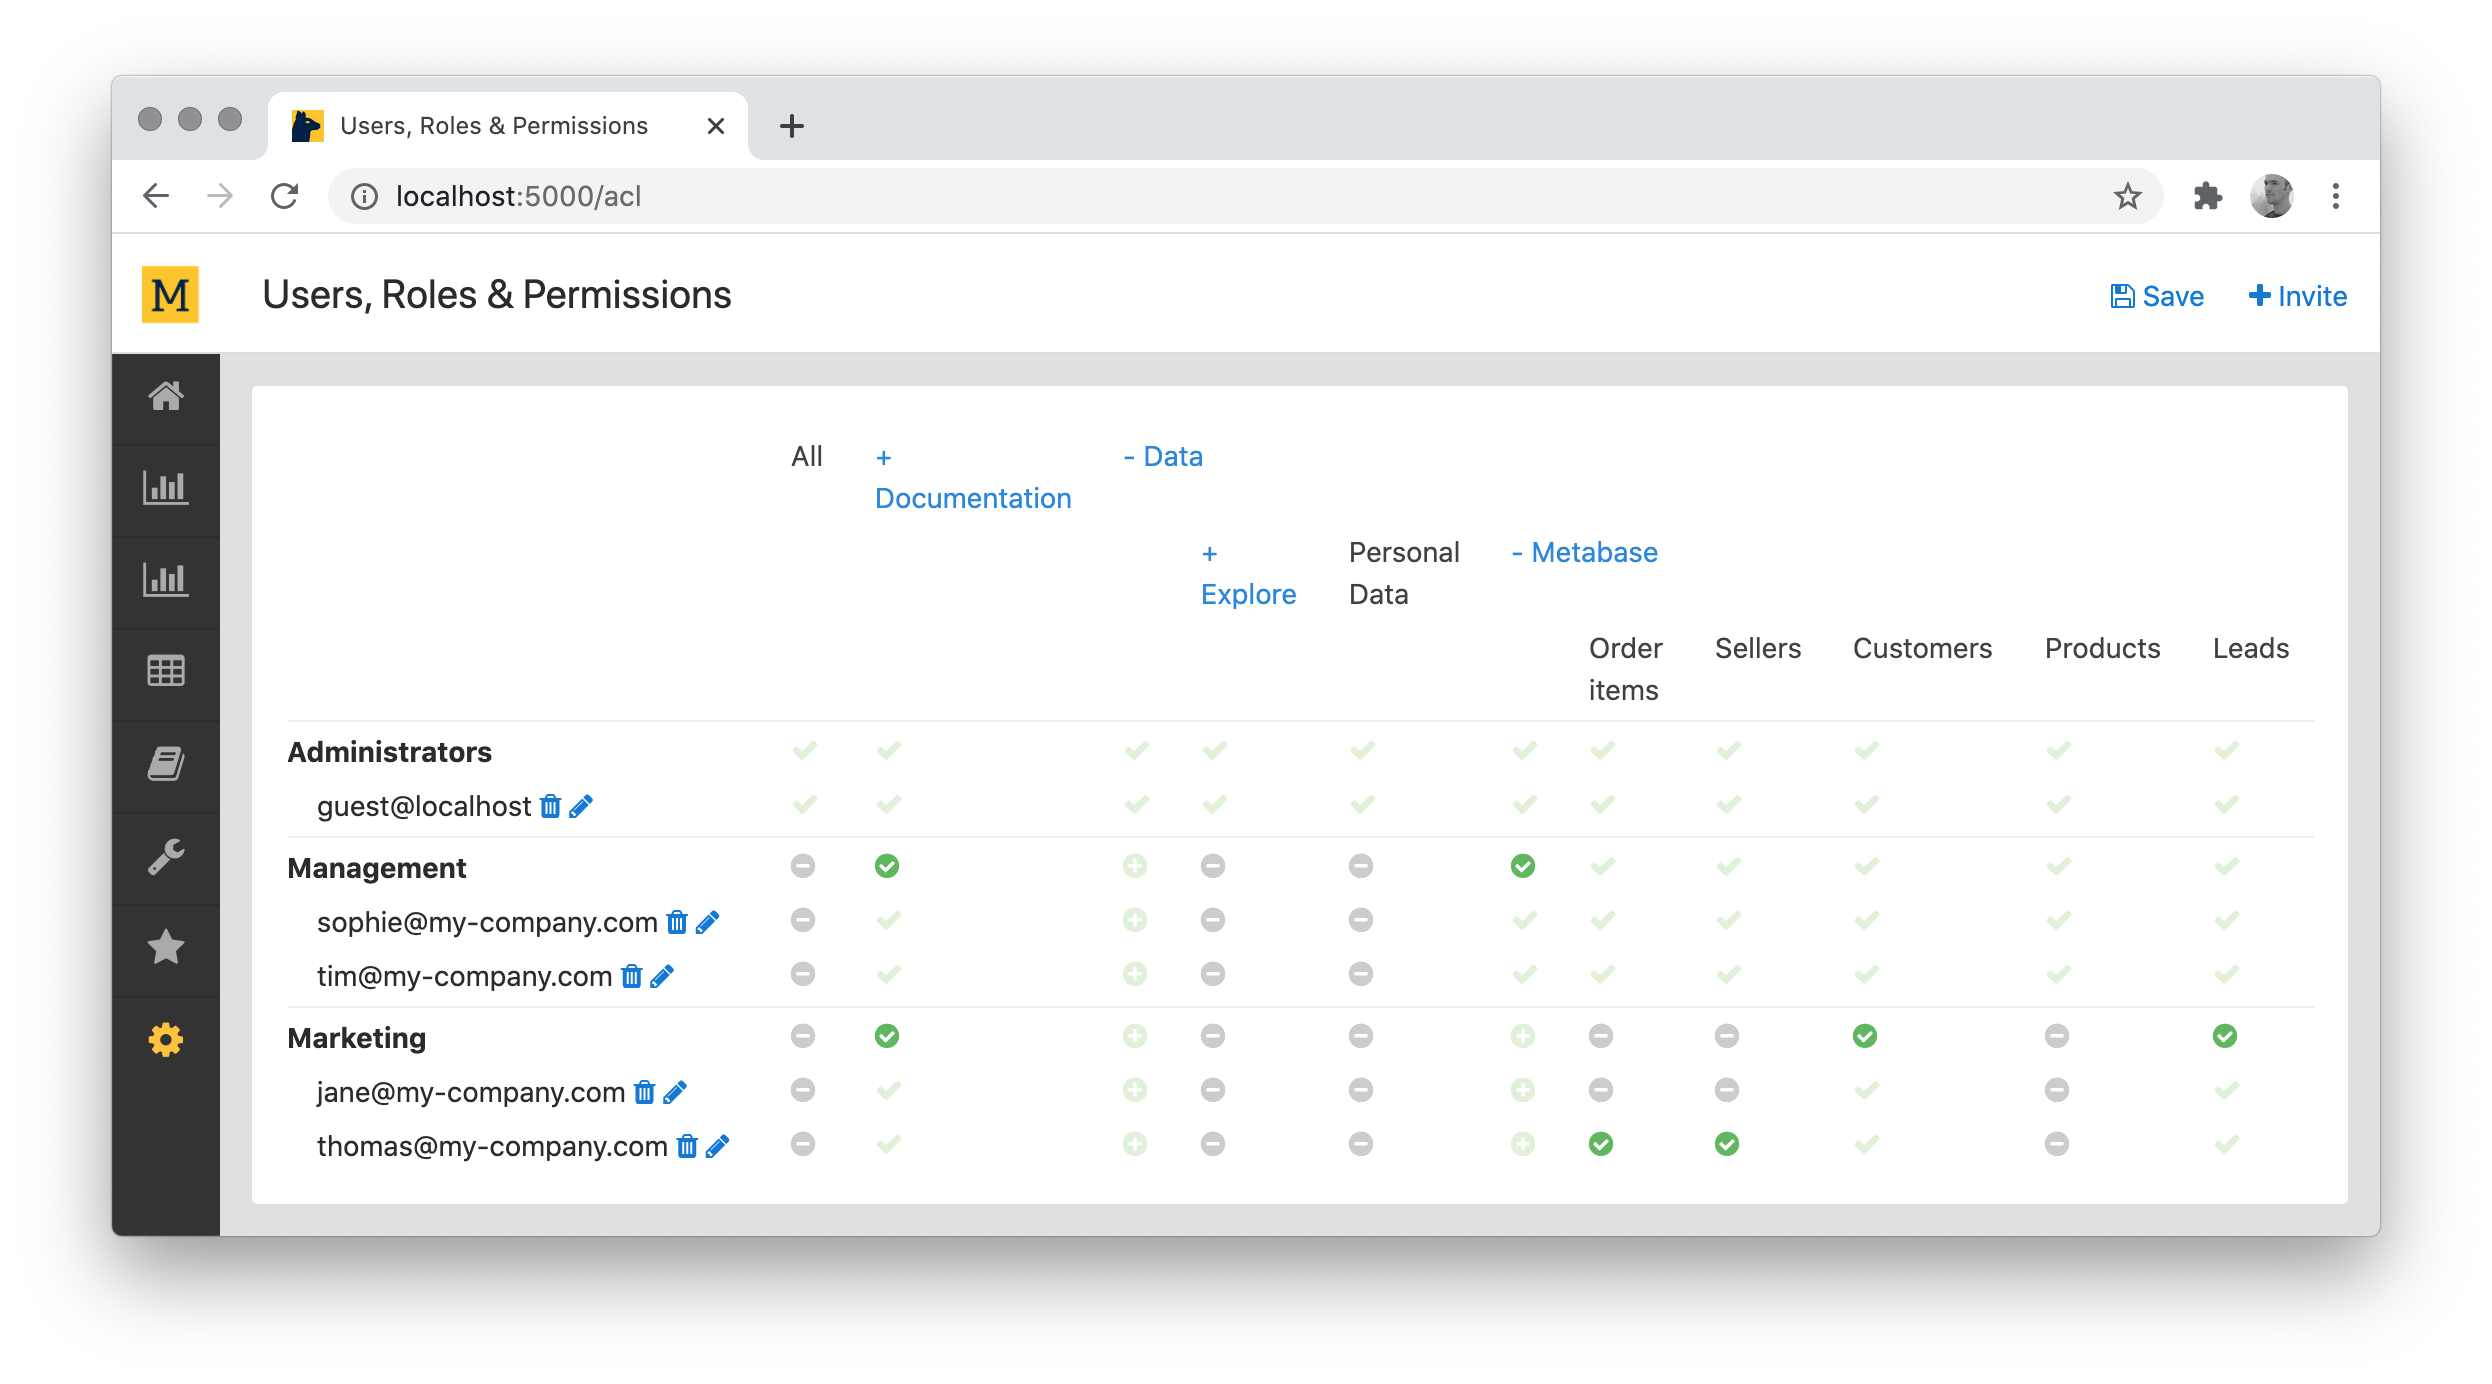 Users, Roles & Permissions
localhost:5000/acl
M
Users, Roles & Permissions
Save
Invite
All
+
Documentation
- Data
+
Explore
Personal
Data
- Metabase
Order
items
Sellers
Customers
Products
Leads
Administrators
guest@localhost
Management
sophie@my-company.com
tim@my-company.com
Marketing
jane@my-company.com
thomas@my-company.com